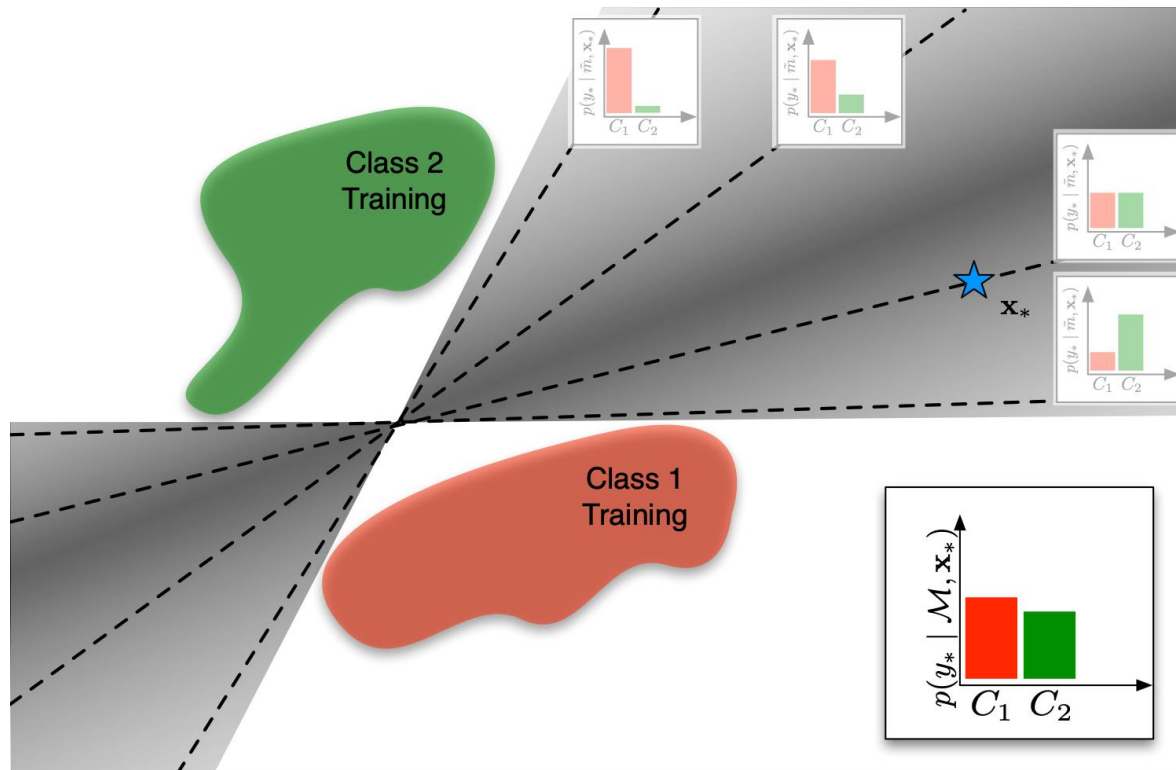 p(y* | m̃, x*)
C₁ C₂
p(y* | m̃, x*)
C₁ C₂
Class 2
Training
p(y* | m̃, x*)
C₁ C₂
x*
p(y* | m̃, x*)
C₁ C₂
Class 1
Training
p(y* | ℳ, x*)
C₁ C₂